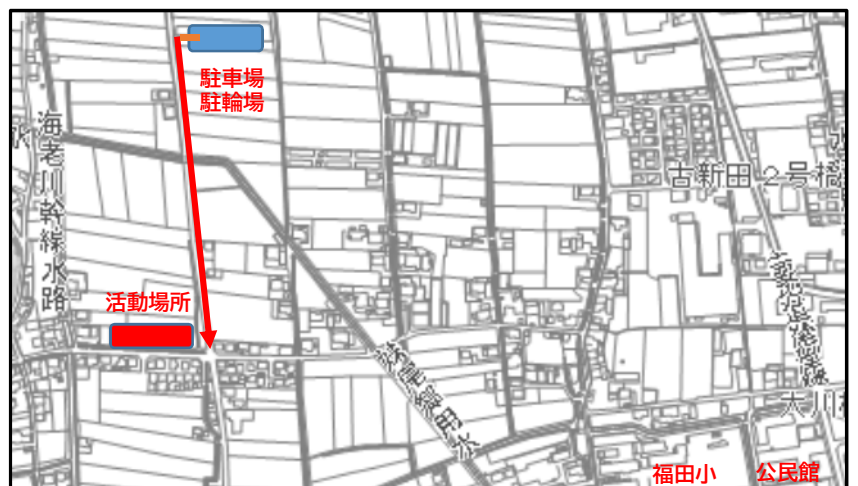 駐車場
駐輪場
海老川幹線水路
古新田２号橋
活動場所
大川
福田小
公民館